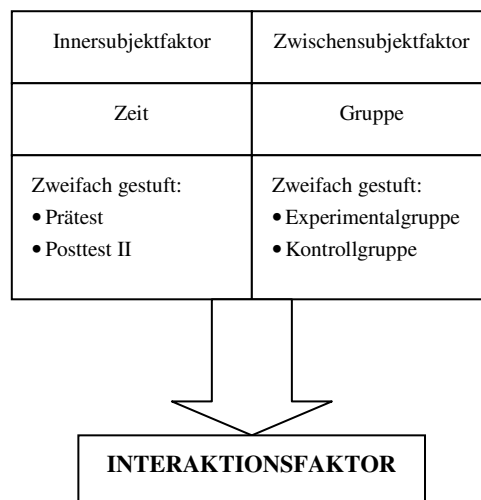 Innersubjektfaktor
Zwischensubjektfaktor
Zeit
Gruppe
Zweifach gestuft:
• Prätest
• Posttest II
Zweifach gestuft:
• Experimentalgruppe
• Kontrollgruppe
INTERAKTIONSFAKTOR